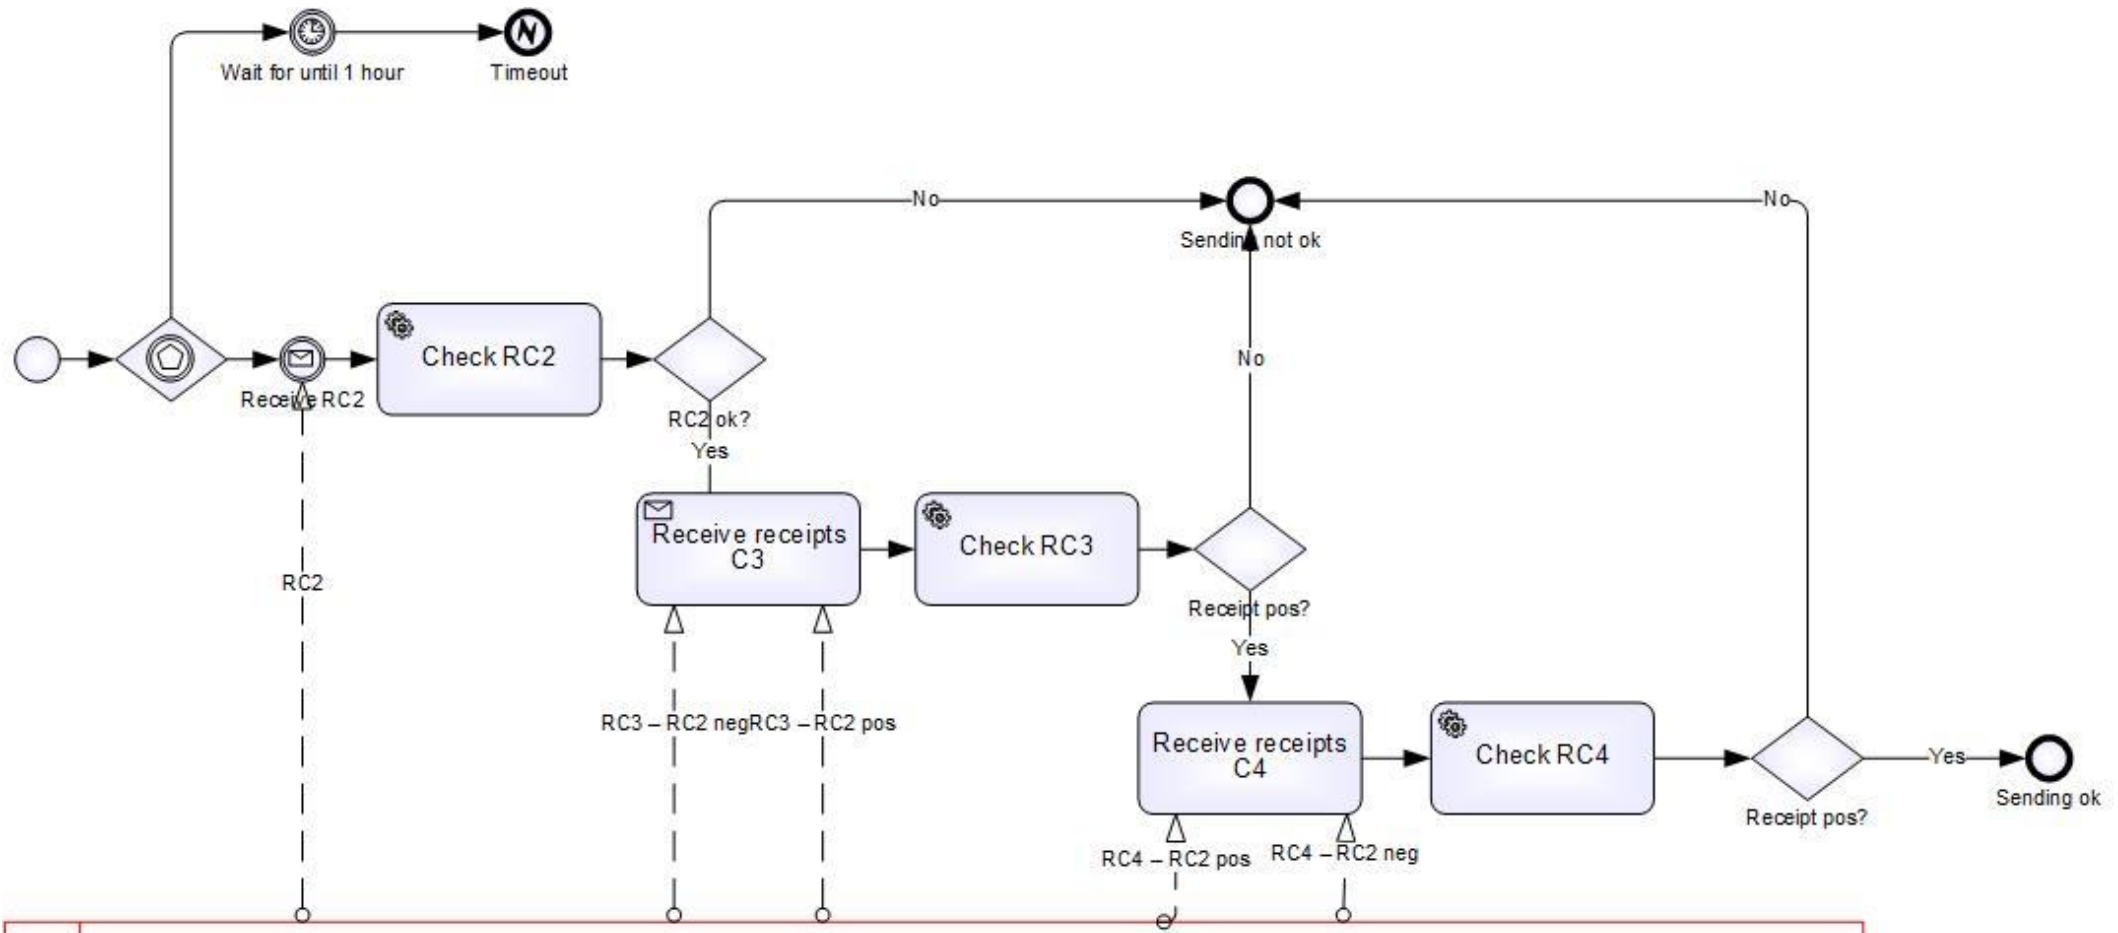 Wait for until 1 hour
Timeout
No
No
Sending not ok
Check RC2
No
Receive RC2
RC2 ok?
Yes
Receive receipts
C3
Check RC3
RC2
Receipt pos?
Yes
RC3 – RC2 neg
RC3 – RC2 pos
Receive receipts
C4
Check RC4
Yes
Sending ok
Receipt pos?
RC4 – RC2 pos
RC4 – RC2 neg